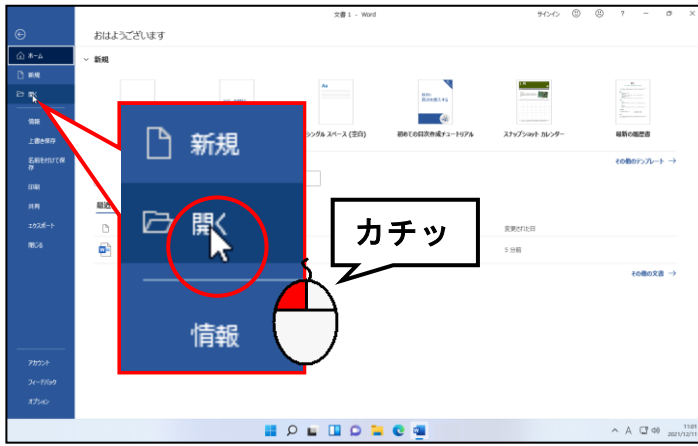 文書 1 - Word
サインイン
?
おはようございます
ホーム
新規
新規
開く
Aa
シングル スペース (空白)
初めての目次作成チュートリアル
スナップショット カレンダー
最新の履歴書
その他のテンプレート →
情報
上書き保存
名前を付けて保
存
印刷
共有
エクスポート
閉じる
新規
開く
情報
カチッ
変更された日
5 分前
その他の文書 →
アカウント
フィードバック
オプション
A
11:01
2021/12/11